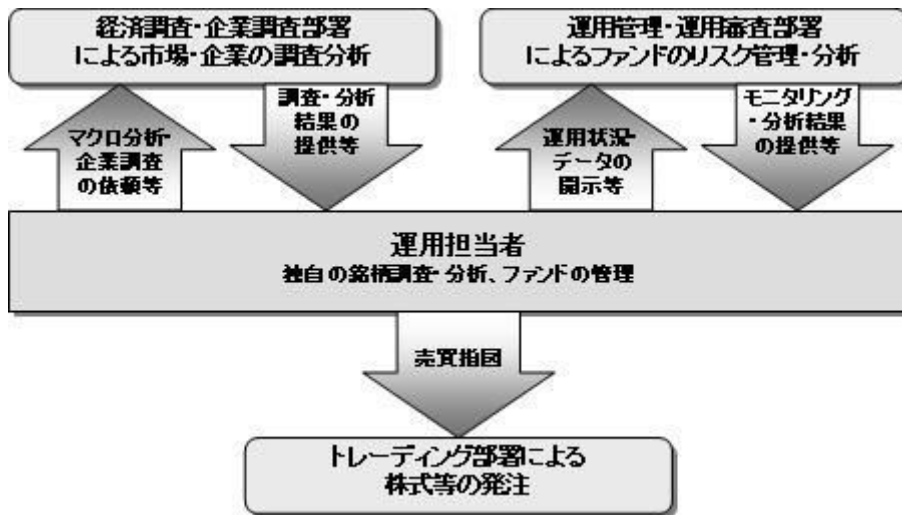 経済調査・企業調査部署
による市場・企業の調査分析
運用管理・運用審査部署
によるファンドのリスク管理・分析
マクロ分析・
企業調査
の依頼等
調査・分析
結果の
提供等
運用状況・
データの
開示等
モニタリング
・分析結果
の提供等
運用担当者
独自の銘柄調査・分析、ファンドの管理
売買指図
トレーディング部署による
株式等の発注